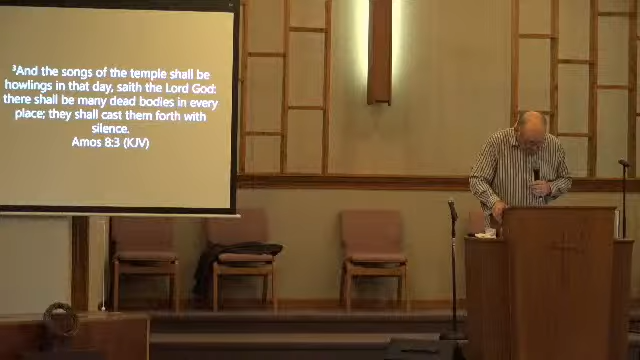 ³And the songs of the temple shall be
howlings in that day, saith the Lord God:
there shall be many dead bodies in every
place; they shall cast them forth with
silence.
Amos 8:3 (KJV)